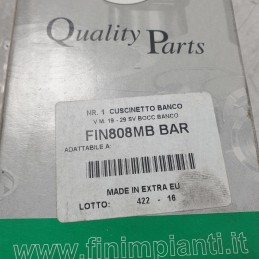 Quality Parts
NR. 1 CUSCINETTO BANCO
V.M. 18 - 29 SV BOCC BANCO
FIN808MB BAR
ADATTABILE A:
MADE IN EXTRA EU
LOTTO: 422 - 16
www.finimpianti.it